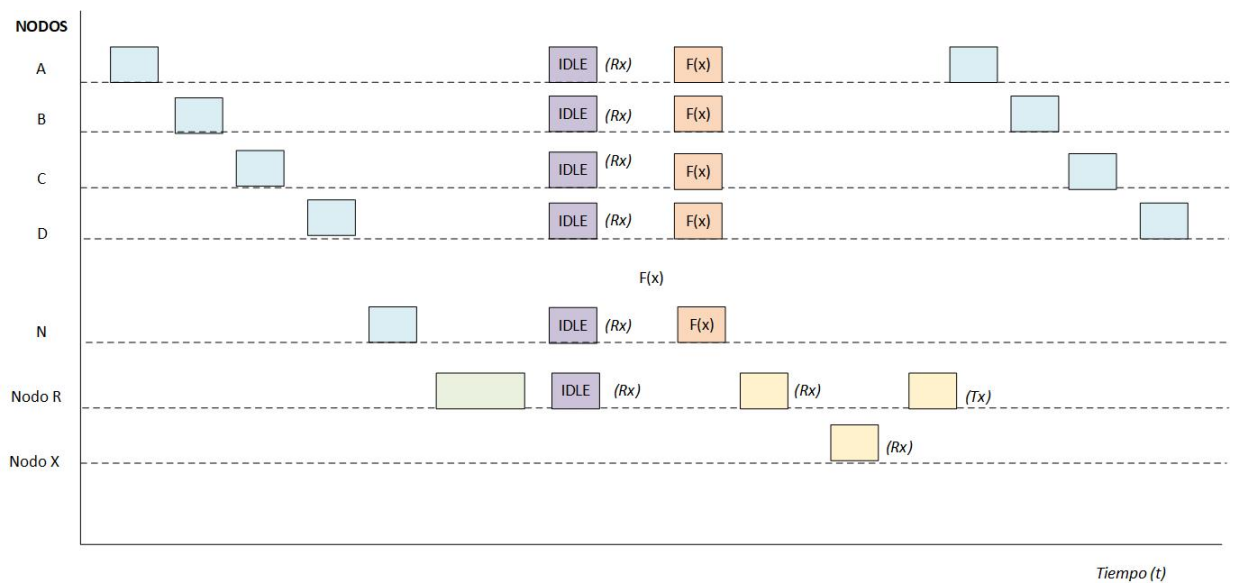 NODOS
A IDLE (Rx) F(x)
B IDLE (Rx) F(x)
C IDLE (Rx) F(x)
D IDLE (Rx) F(x)
F(x)
N IDLE (Rx) F(x)
Nodo R IDLE (Rx) (Rx) (Tx)
Nodo X (Rx)
Tiempo (t)